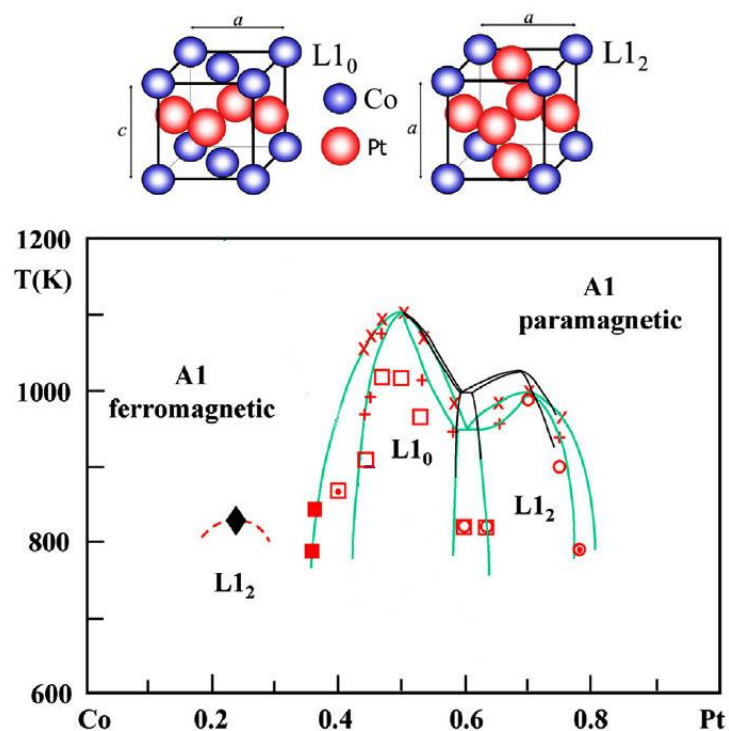 a
a
L1₀
L1₂
Co
Pt
c
a
1200
T(K)
A1
paramagnetic
1000
A1
ferromagnetic
L1₀
L1₂
800
L1₂
600
Co
0.2
0.4
0.6
0.8
Pt